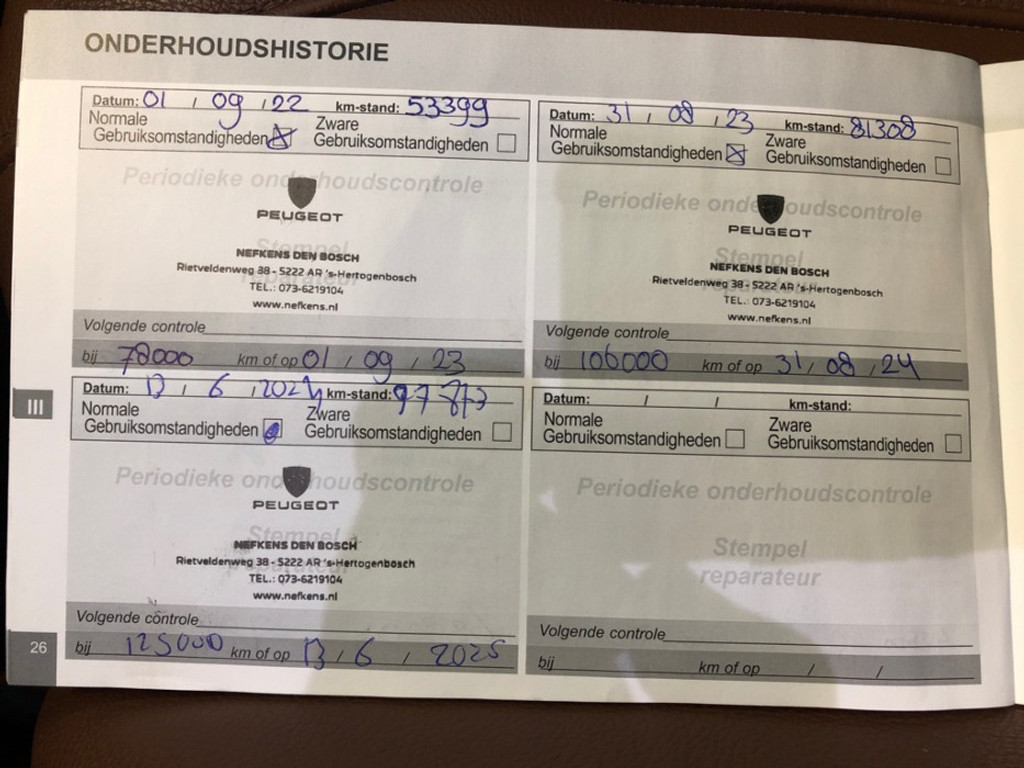 ONDERHOUDSHISTORIE
Datum: 01 / 09 / 22 km-stand: 53399
Normale Gebruiksomstandigheden
Zware Gebruiksomstandigheden
Periodieke onderhoudscontrole
PEUGEOT
Stempel reparateur
NEFKENS DEN BOSCH
Rietveldenweg 38 - 5222 AR 's-Hertogenbosch
TEL.: 073-6219104
www.nefkens.nl
Volgende controle
bij 78000 km of op 01 / 09 / 23
Datum: 31 / 08 / 23 km-stand: 81308
Normale Gebruiksomstandigheden
Zware Gebruiksomstandigheden
Periodieke onderhoudscontrole
PEUGEOT
Stempel reparateur
NEFKENS DEN BOSCH
Rietveldenweg 38 - 5222 AR 's-Hertogenbosch
TEL.: 073-6219104
www.nefkens.nl
Volgende controle
bij 106000 km of op 31 / 08 / 24
III
Datum: 13 / 6 / 2024 km-stand: 97873
Normale Gebruiksomstandigheden
Zware Gebruiksomstandigheden
Periodieke onderhoudscontrole
PEUGEOT
Stempel reparateur
NEFKENS DEN BOSCH
Rietveldenweg 38 - 5222 AR 's-Hertogenbosch
TEL.: 073-6219104
www.nefkens.nl
Volgende controle
bij 125000 km of op 13 / 6 / 2025
Datum: / / km-stand:
Normale Gebruiksomstandigheden
Zware Gebruiksomstandigheden
Periodieke onderhoudscontrole
Stempel
reparateur
Volgende controle
bij km of op / /
26